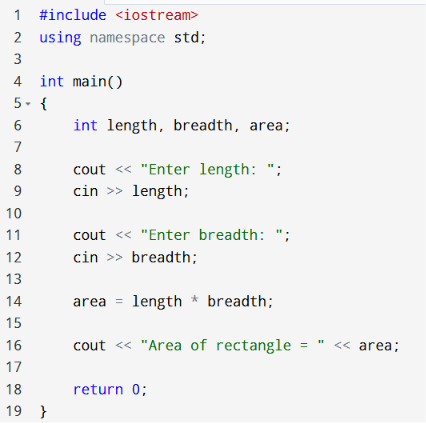 1 #include <iostream>
2 using namespace std;
3
4 int main()
5 {
6     int length, breadth, area;
7
8     cout << "Enter length: ";
9     cin >> length;
10
11     cout << "Enter breadth: ";
12     cin >> breadth;
13
14     area = length * breadth;
15
16     cout << "Area of rectangle = " << area;
17
18     return 0;
19 }